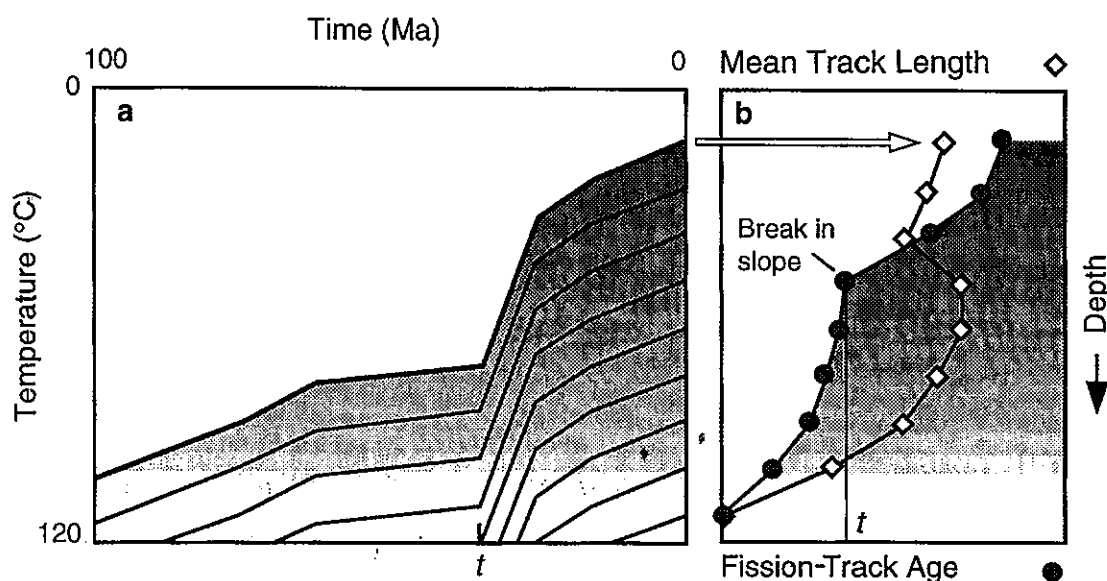 Time (Ma)
100
0
Mean Track Length
0
a
b
Temperature (°C)
Break in
slope
Depth
120
t
t
Fission-Track Age